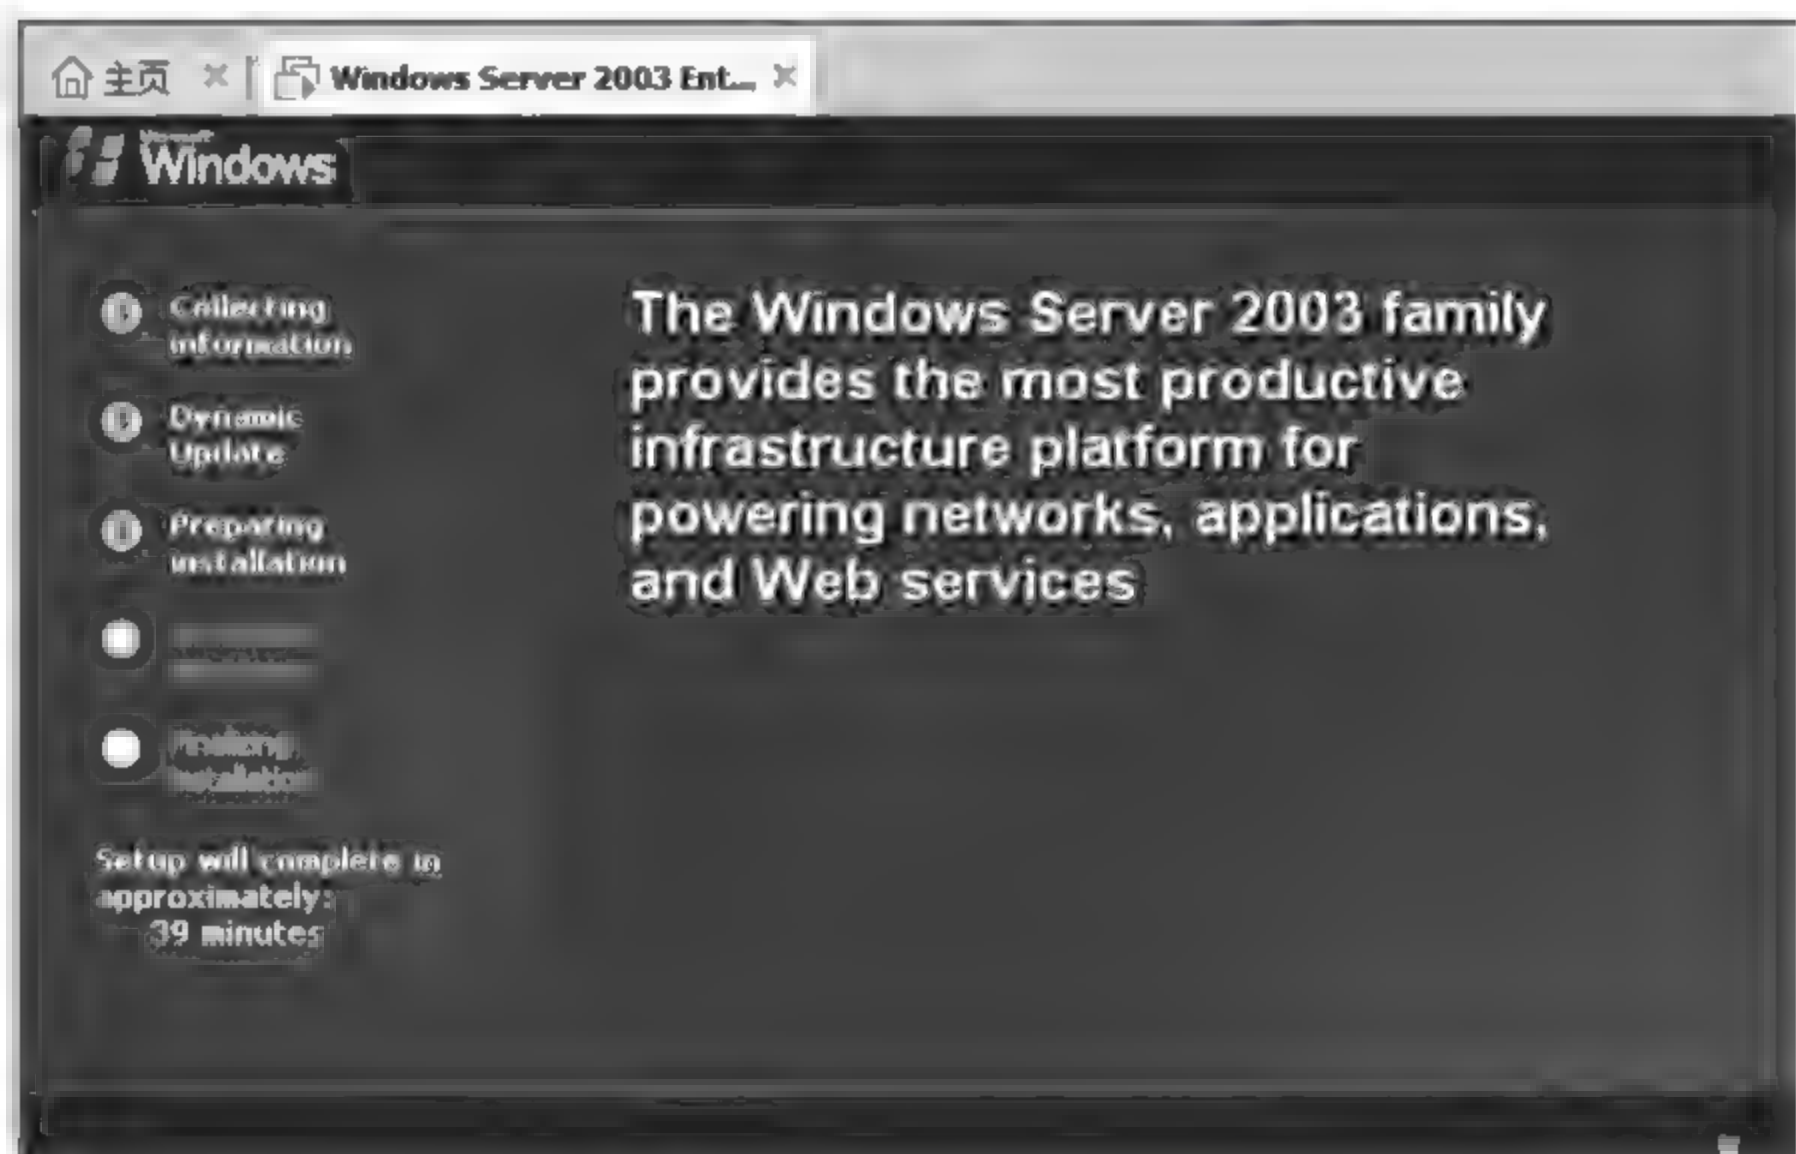 主页
Windows Server 2003 Ent...
Microsoft
Windows
Collecting
information
Dynamic
Update
Preparing
installation
The Windows Server 2003 family
provides the most productive
infrastructure platform for
powering networks, applications,
and Web services
installation
Setup will complete in
approximately:
39 minutes